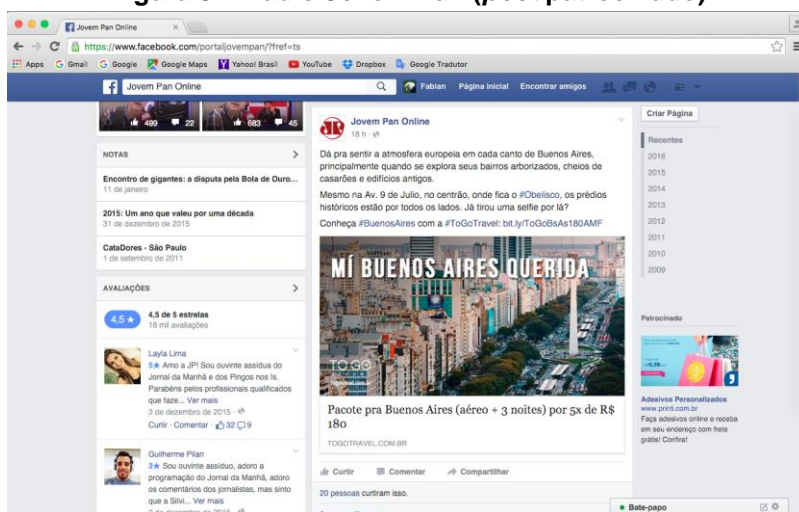 Jovem Pan Online
https://www.facebook.com/portaljovempan/?fref=ts
Apps Gmail Google Google Maps Yahoo! Brasil YouTube Dropbox Google Tradutor
Jovem Pan Online Fabian Página inicial Encontrar amigos
499 22 683 45
NOTAS
Encontro de gigantes: a disputa pela Bola de Ouro...
11 de janeiro
2015: Um ano que valeu por uma década
31 de dezembro de 2015
CataDores - São Paulo
1 de setembro de 2011
AVALIAÇÕES
4,5 ★ 4,5 de 5 estrelas
18 mil avaliações
Layla Lima
5★ Amo a JP! Sou ouvinte assídua do
Jornal da Manhã e dos Pingos nos Is.
Parabéns pelos profissionais qualificados
que faze... Ver mais
3 de dezembro de 2015 ·
Curtir · Comentar · 32 9
Guilherme Pilan
3★ Sou ouvinte assíduo, adoro a
programação do Jornal da Manhã, adoro
os comentários dos jornalistas, mas sinto
que a Silvi... Ver mais
Jovem Pan Online
18 h ·
Dá pra sentir a atmosfera europeia em cada canto de Buenos Aires,
principalmente quando se explora seus bairros arborizados, cheios de
casarões e edifícios antigos.
Mesmo na Av. 9 de Julio, no centrão, onde fica o #Obelisco, os prédios
históricos estão por todos os lados. Já tirou uma selfie por lá?
Conheça #BuenosAires com a #ToGoTravel: bit.ly/ToGoBsAs180AMF
MÍ BUENOS AIRES QUERIDA
TOGO
Pacote pra Buenos Aires (aéreo + 3 noites) por 5x de R$
180
TOGOTRAVEL.COM.BR
Curtir Comentar Compartilhar
20 pessoas curtiram isso.
Criar Página
Recentes
2016
2015
2014
2013
2012
2011
2010
2009
Patrocinado
Adesivos Personalizados
www.printi.com.br
Faça adesivos online e receba
em seu endereço com frete
grátis! Confira!
Bate-papo